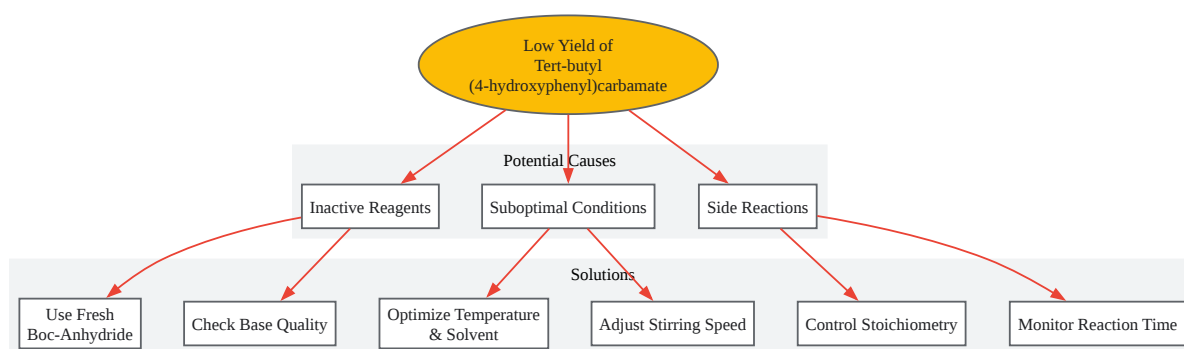 Low Yield of
Tert-butyl
(4-hydroxyphenyl)carbamate
Potential Causes
Inactive Reagents
Suboptimal Conditions
Side Reactions
Solutions
Use Fresh
Boc-Anhydride
Check Base Quality
Optimize Temperature
& Solvent
Adjust Stirring Speed
Control Stoichiometry
Monitor Reaction Time